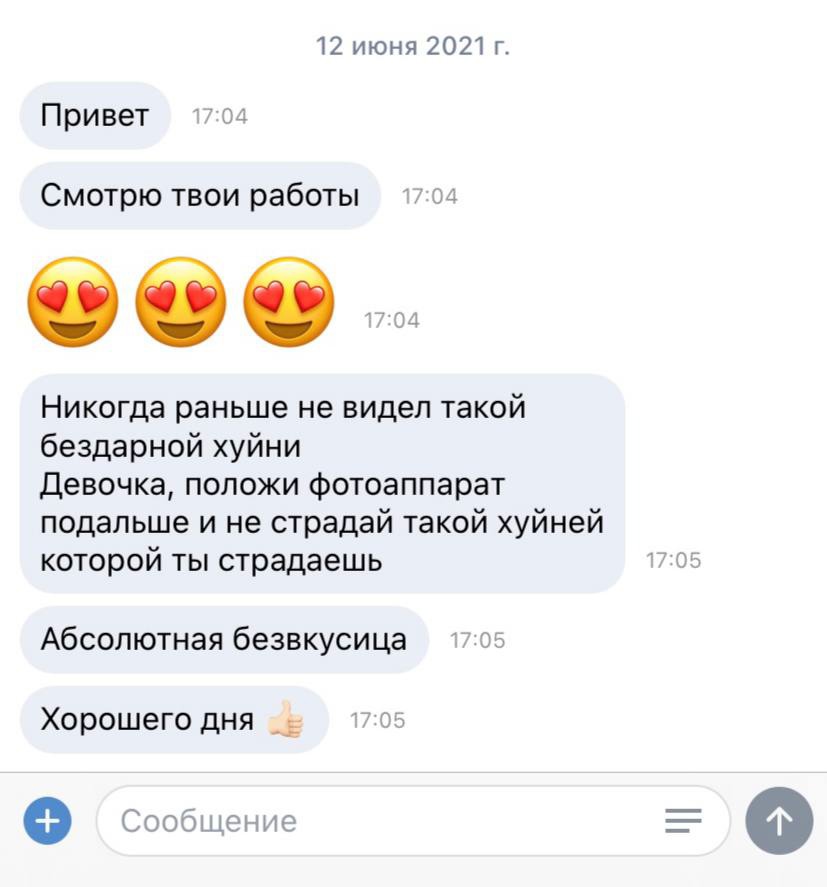 12 июня 2021 г.
Привет 17:04
Смотрю твои работы 17:04
😍😍😍 17:04
Никогда раньше не видел такой
бездарной хуйни
Девочка, положи фотоаппарат
подальше и не страдай такой хуйней
которой ты страдаешь 17:05
Абсолютная безвкусица 17:05
Хорошего дня 👍🏻 17:05
Сообщение